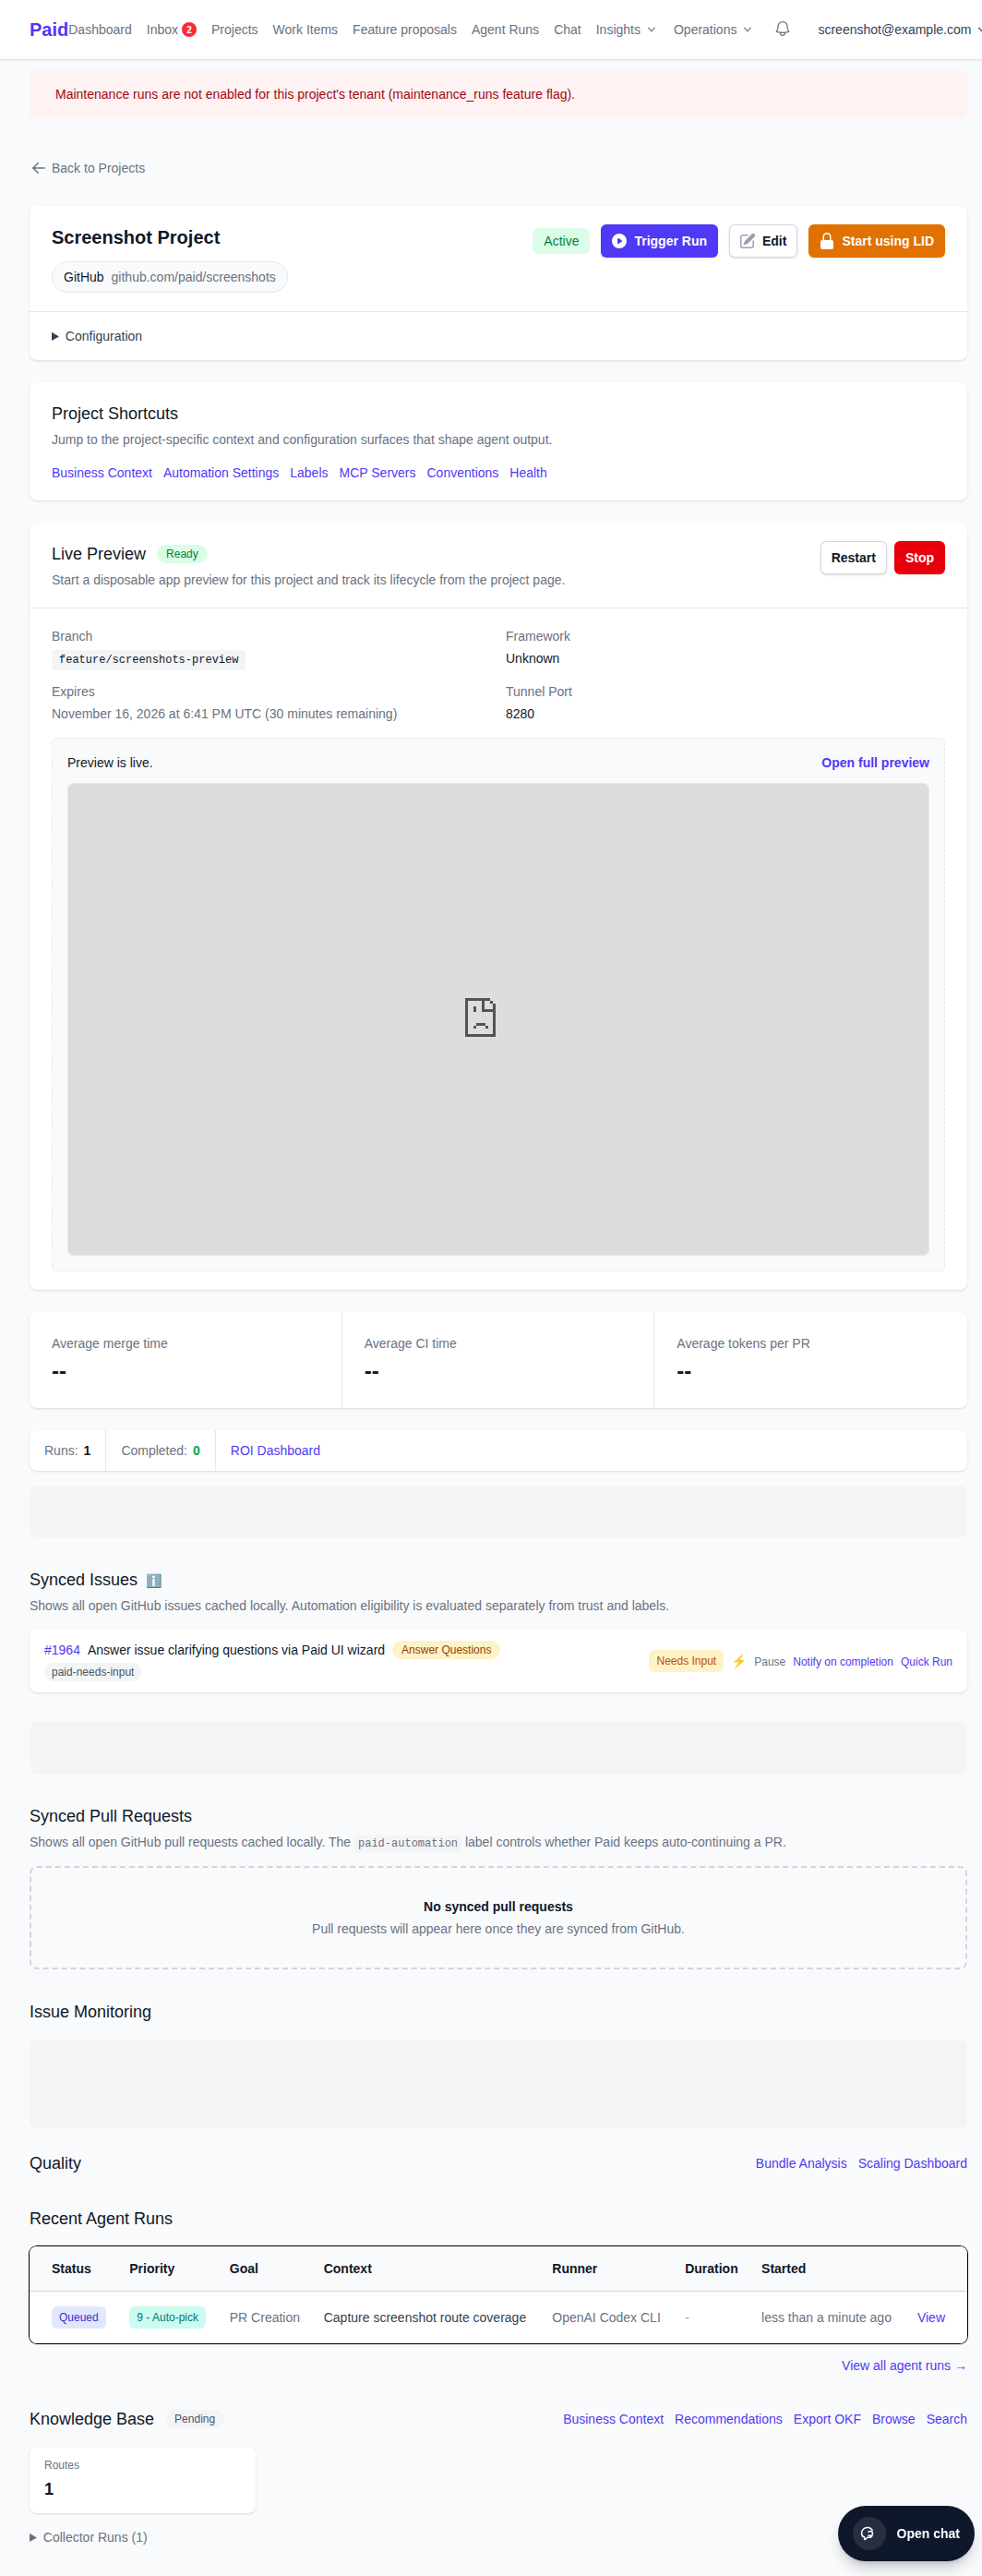 Paid Dashboard Inbox 2 Projects Work Items Feature proposals Agent Runs Chat Insights Operations screenshot@example.com
Maintenance runs are not enabled for this project's tenant (maintenance_runs feature flag).
Back to Projects
Screenshot Project
Active Trigger Run Edit Start using LID
GitHub github.com/paid/screenshots
Configuration
Project Shortcuts
Jump to the project-specific context and configuration surfaces that shape agent output.
Business Context Automation Settings Labels MCP Servers Conventions Health
Live Preview Ready
Restart Stop
Start a disposable app preview for this project and track its lifecycle from the project page.
Branch
feature/screenshots-preview
Framework
Unknown
Expires
November 16, 2026 at 6:41 PM UTC (30 minutes remaining)
Tunnel Port
8280
Preview is live.
Open full preview
Average merge time
--
Average CI time
--
Average tokens per PR
--
Runs: 1 Completed: 0 ROI Dashboard
Synced Issues ℹ️
Shows all open GitHub issues cached locally. Automation eligibility is evaluated separately from trust and labels.
#1964 Answer issue clarifying questions via Paid UI wizard Answer Questions
paid-needs-input
Needs Input ⚡ Pause Notify on completion Quick Run
Synced Pull Requests
Shows all open GitHub pull requests cached locally. The paid-automation label controls whether Paid keeps auto-continuing a PR.
No synced pull requests
Pull requests will appear here once they are synced from GitHub.
Issue Monitoring
Quality
Bundle Analysis Scaling Dashboard
Recent Agent Runs
Status Priority Goal Context Runner Duration Started
Queued 9 - Auto-pick PR Creation Capture screenshot route coverage OpenAI Codex CLI - less than a minute ago View
View all agent runs →
Knowledge Base Pending
Business Context Recommendations Export OKF Browse Search
Routes
1
Collector Runs (1)
Open chat